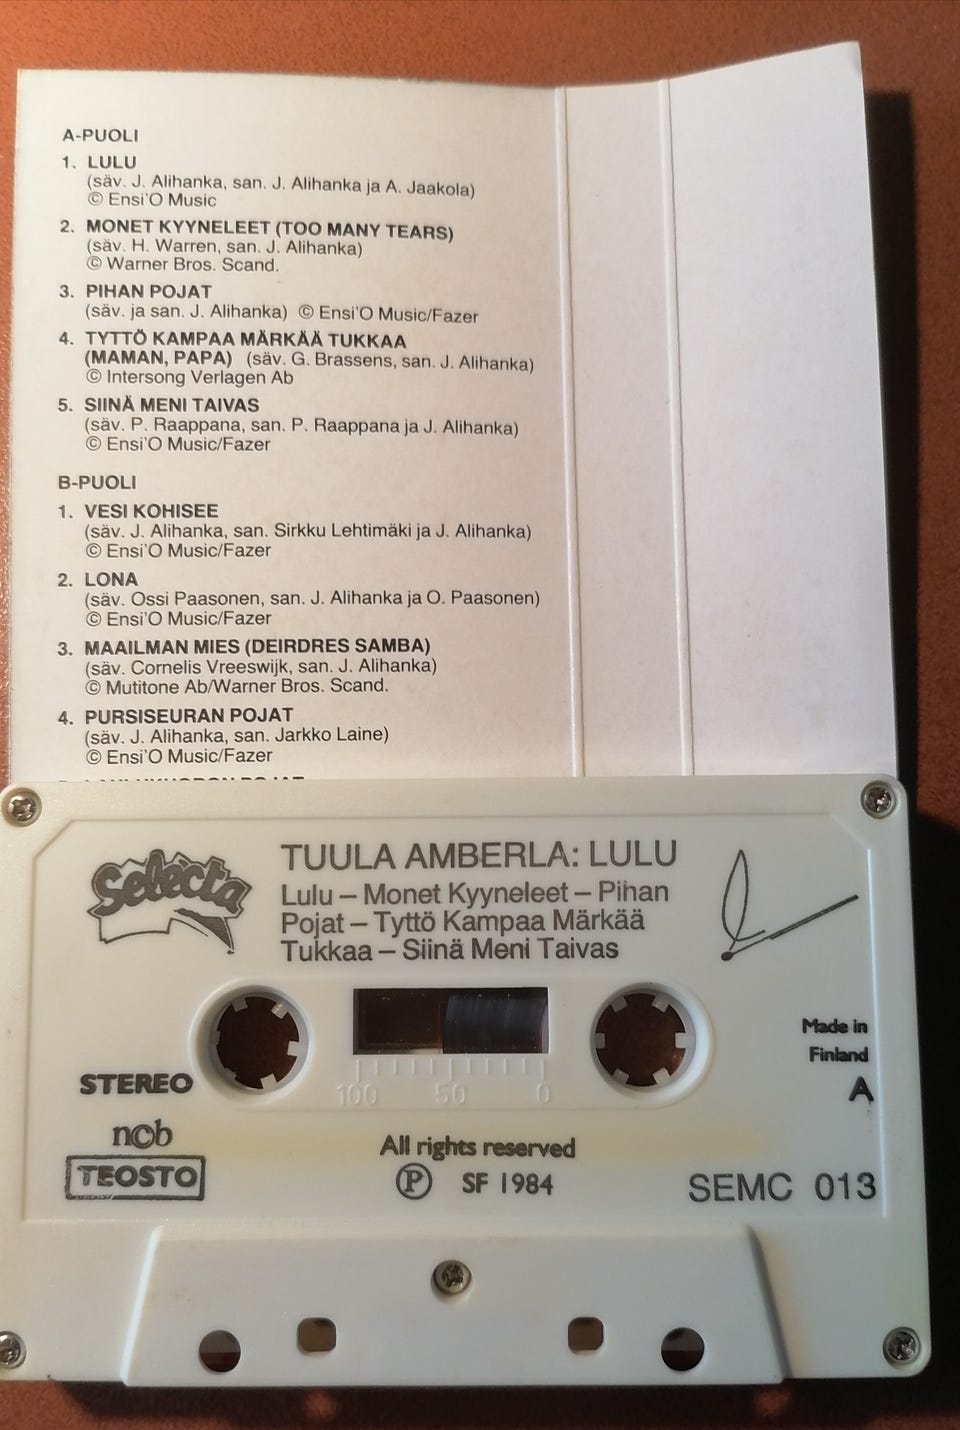 A-PUOLI
1. LULU
(säv. J. Alihanka, san. J. Alihanka ja A. Jaakola)
© Ensi'O Music
2. MONET KYYNELEET (TOO MANY TEARS)
(säv. H. Warren, san. J. Alihanka)
© Warner Bros. Scand.
3. PIHAN POJAT
(säv. ja san. J. Alihanka) © Ensi'O Music/Fazer
4. TYTTÖ KAMPAA MÄRKÄÄ TUKKAA
(MAMAN, PAPA) (säv. G. Brassens, san. J. Alihanka)
© Intersong Verlagen Ab
5. SIINÄ MENI TAIVAS
(säv. P. Raappana, san. P. Raappana ja J. Alihanka)
© Ensi'O Music/Fazer
B-PUOLI
1. VESI KOHISEE
(säv. J. Alihanka, san. Sirkku Lehtimäki ja J. Alihanka)
© Ensi'O Music/Fazer
2. LONA
(säv. Ossi Paasonen, san. J. Alihanka ja O. Paasonen)
© Ensi'O Music/Fazer
3. MAAILMAN MIES (DEIRDRES SAMBA)
(säv. Cornelis Vreeswijk, san. J. Alihanka)
© Mutitone Ab/Warner Bros. Scand.
4. PURSISEURAN POJAT
(säv. J. Alihanka, san. Jarkko Laine)
© Ensi'O Music/Fazer
Selecta
TUULA AMBERLA: LULU
Lulu – Monet Kyyneleet – Pihan
Pojat – Tyttö Kampaa Märkää
Tukkaa – Siinä Meni Taivas
Made in
Finland
A
STEREO
100 50 0
ncb
TEOSTO
All rights reserved
Ⓟ SF 1984
SEMC 013